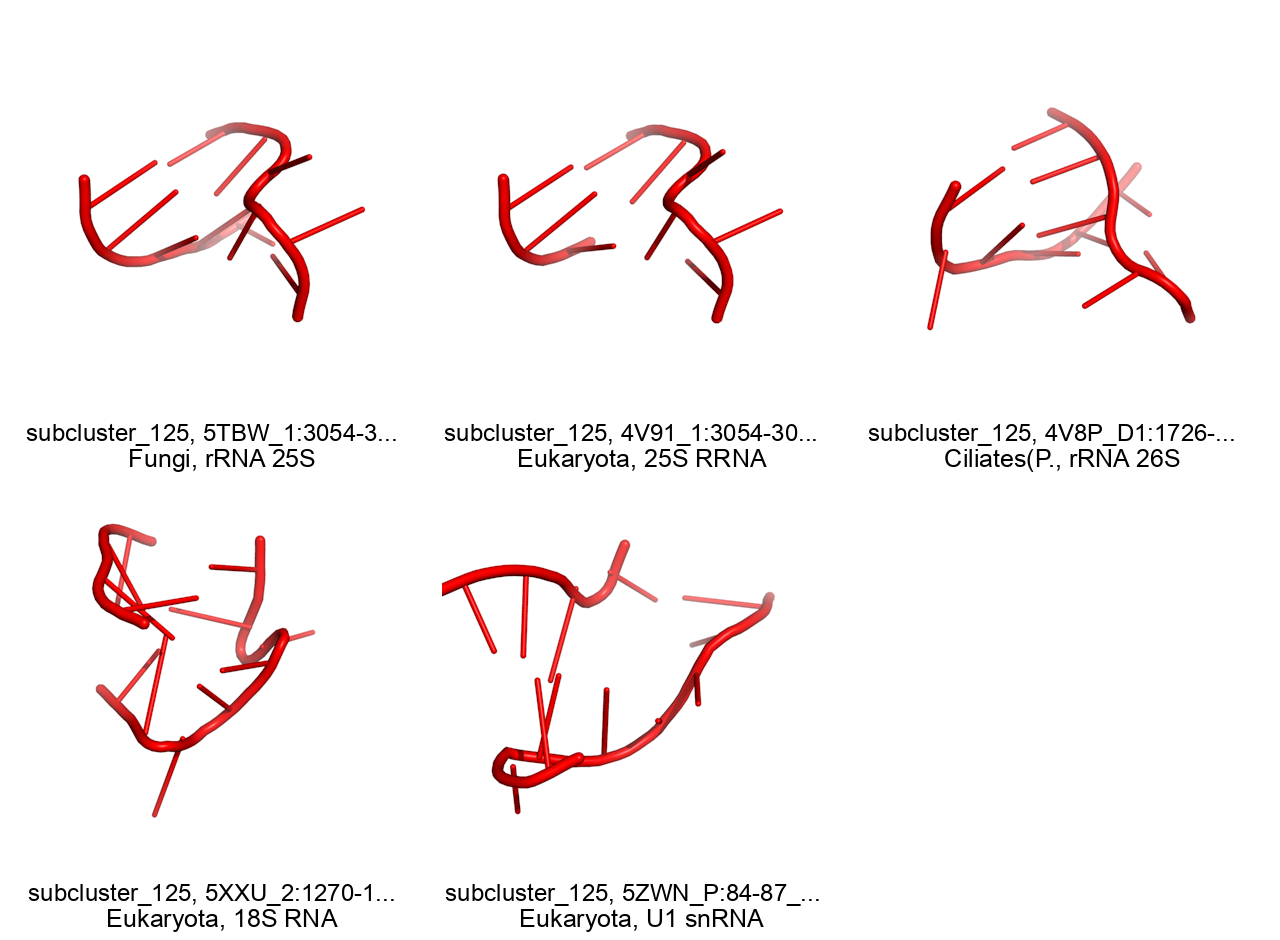 subcluster_125, 5TBW_1:3054-3...
Fungi, rRNA 25S
subcluster_125, 4V91_1:3054-30...
Eukaryota, 25S RRNA
subcluster_125, 4V8P_D1:1726-...
Ciliates(P., rRNA 26S
subcluster_125, 5XXU_2:1270-1...
Eukaryota, 18S RNA
subcluster_125, 5ZWN_P:84-87_...
Eukaryota, U1 snRNA